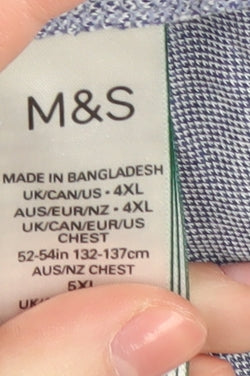 M&S
MADE IN BANGLADESH
UK/CAN/US - 4XL
AUS/EUR/NZ - 4XL
UK/CAN/EUR/US
CHEST
52-54in 132-137cm
AUS/NZ CHEST
5XL